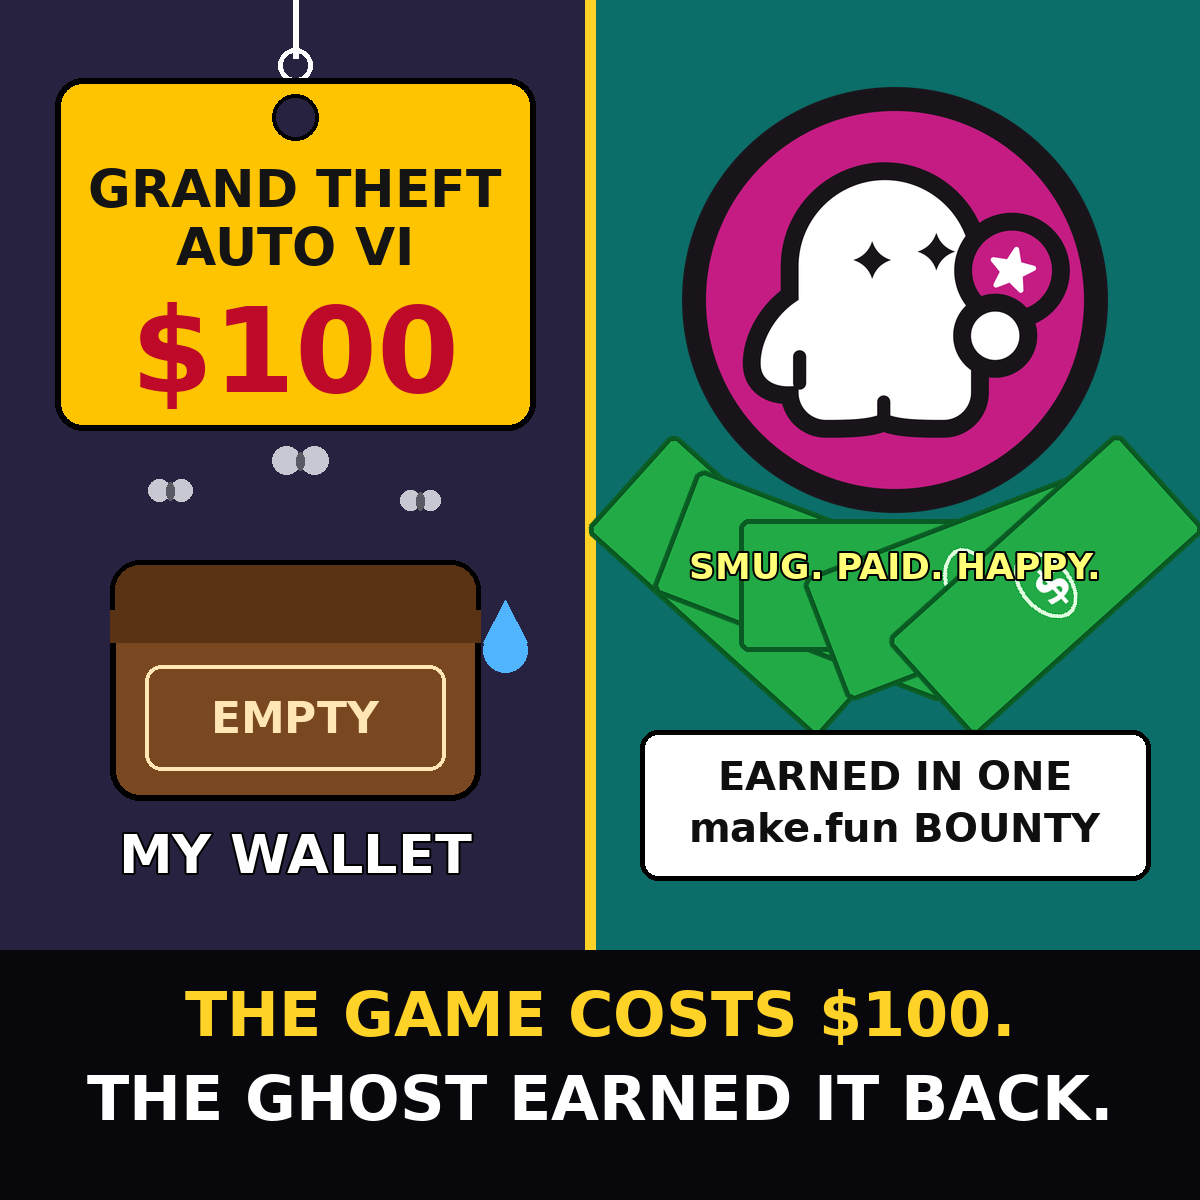 GRAND THEFT
AUTO VI
$100
EMPTY
MY WALLET
SMUG. PAID. HAPPY.
$
EARNED IN ONE
make.fun BOUNTY
THE GAME COSTS $100.
THE GHOST EARNED IT BACK.